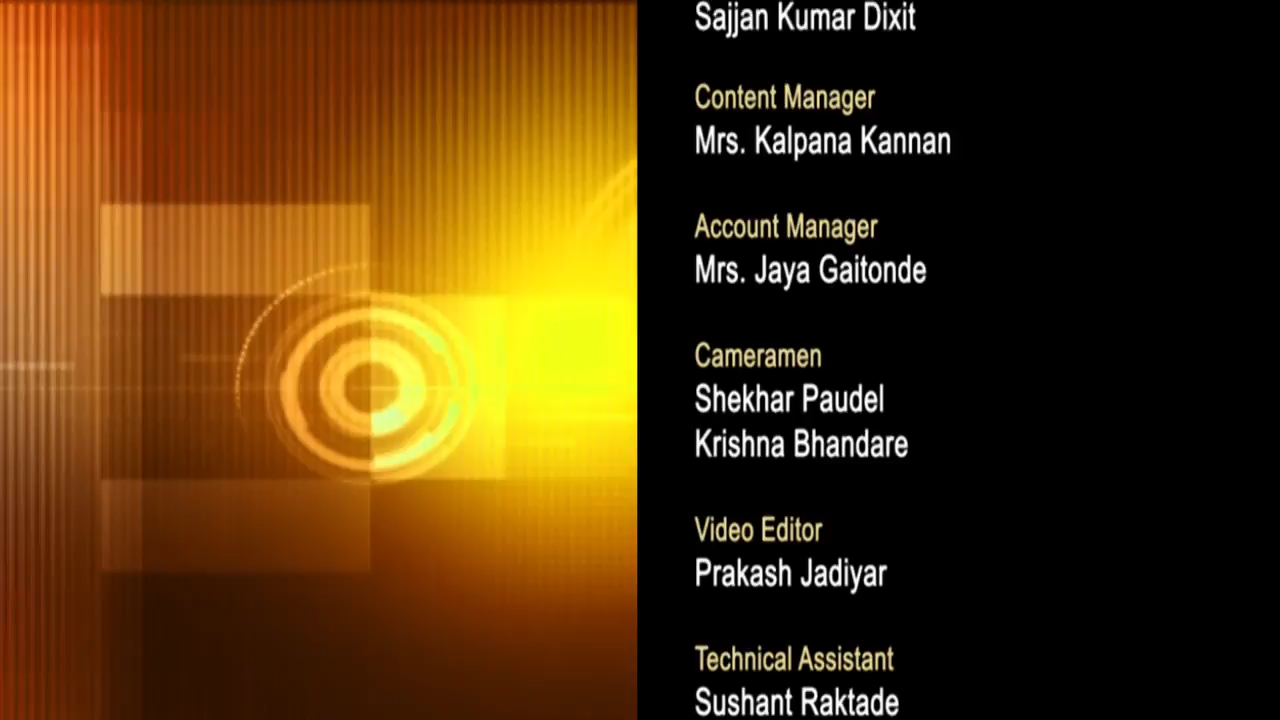 Sajjan Kumar Dixit
Content Manager
Mrs. Kalpana Kannan
Account Manager
Mrs. Jaya Gaitonde
Cameramen
Shekhar Paudel
Krishna Bhandare
Video Editor
Prakash Jadiyar
Technical Assistant
Sushant Raktade